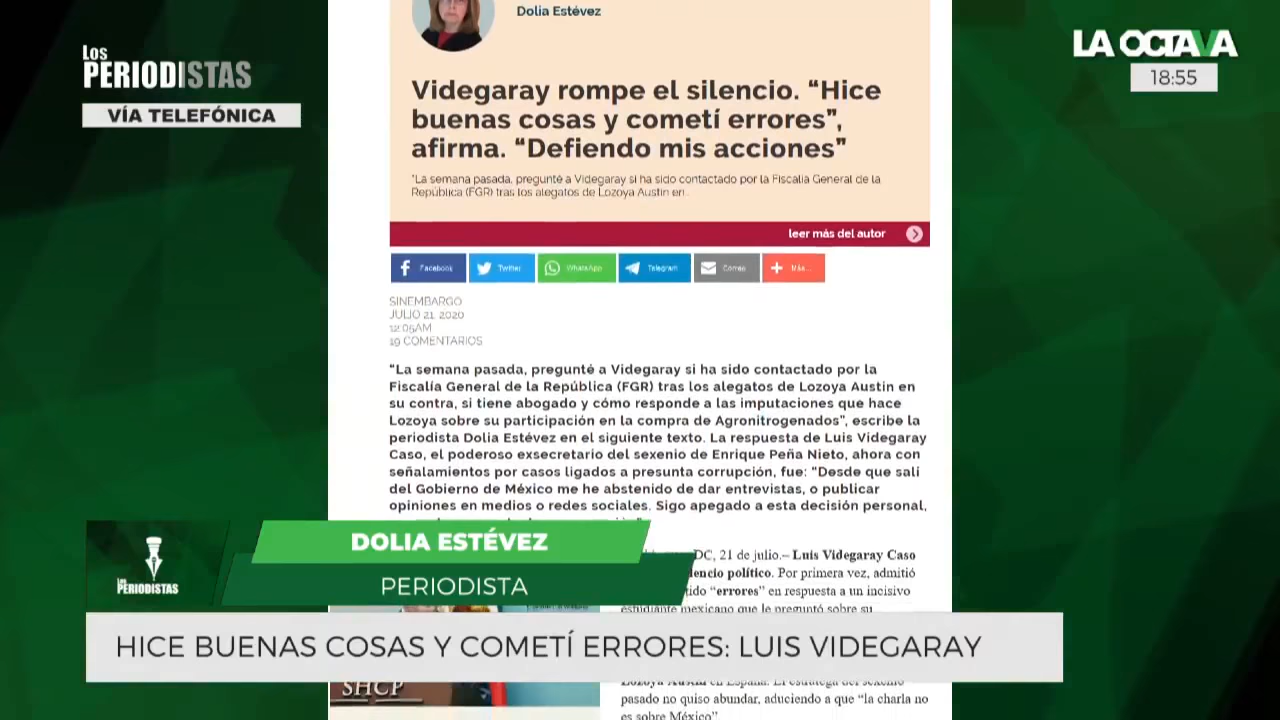 Los
PERIODISTAS
VÍA TELEFÓNICA
LA OCTAVA
18:55
Dolia Estévez
Videgaray rompe el silencio. “Hice
buenas cosas y cometí errores”,
afirma. “Defiendo mis acciones”
"La semana pasada, pregunté a Videgaray si ha sido contactado por la Fiscalía General de la
República (FGR) tras los alegatos de Lozoya Austin en...
leer más del autor
Facebook
Twitter
WhatsApp
Telegram
Correo
Más...
SINEMBARGO
JULIO 21, 2020
12:05AM
19 COMENTARIOS
"La semana pasada, pregunté a Videgaray si ha sido contactado por la
Fiscalía General de la República (FGR) tras los alegatos de Lozoya Austin en
su contra, si tiene abogado y cómo responde a las imputaciones que hace
Lozoya sobre su participación en la compra de Agronitrogenados”, escribe la
periodista Dolia Estévez en el siguiente texto. La respuesta de Luis Videgaray
Caso, el poderoso exsecretario del sexenio de Enrique Peña Nieto, ahora con
señalamientos por casos ligados a presunta corrupción, fue: "Desde que salí
del Gobierno de México me he abstenido de dar entrevistas, o publicar
opiniones en medios o redes sociales. Sigo apegado a esta decisión personal,
DC, 21 de julio.– Luis Videgaray Caso
político. Por primera vez, admitió
“errores” en respuesta a un incisivo
estudiante mexicano que le preguntó sobre su
Los
PERIODISTAS
DOLIA ESTÉVEZ
PERIODISTA
HICE BUENAS COSAS Y COMETÍ ERRORES: LUIS VIDEGARAY
SHCP
Lozoya Austin en España. El estratega del sexenio
pasado no quiso abundar, aduciendo a que “la charla no
es sobre México”.